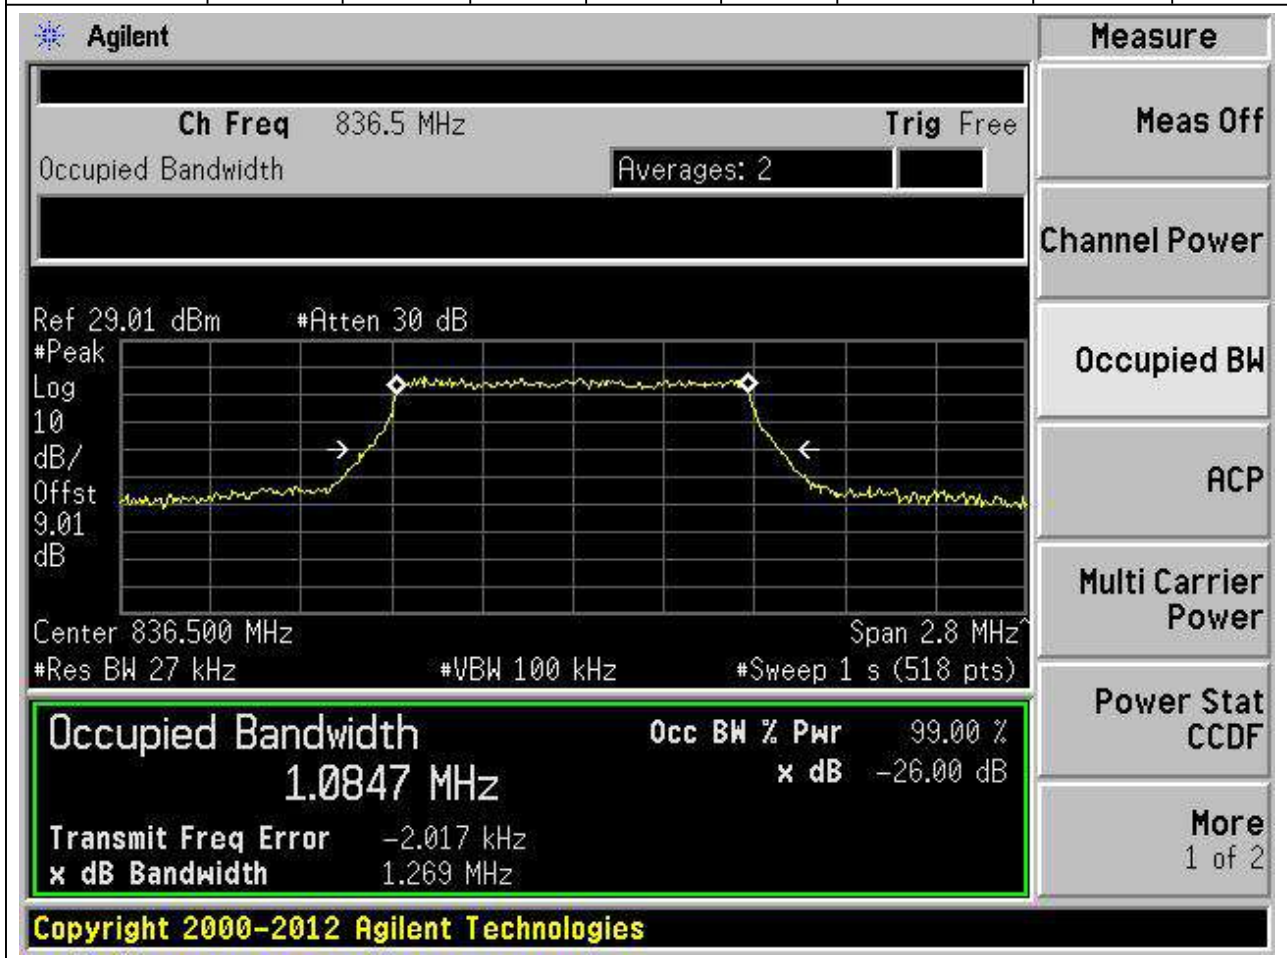 Agilent
Measure
Ch Freq 836.5 MHz Trig Free
Occupied Bandwidth Averages: 2
Meas Off
Channel Power
Occupied BW
ACP
Multi Carrier
Power
Power Stat
CCDF
More
1 of 2
Ref 29.01 dBm #Atten 30 dB
#Peak
Log
10
dB/
Offst
9.01
dB
Center 836.500 MHz Span 2.8 MHz^
#Res BW 27 kHz #VBW 100 kHz #Sweep 1 s (518 pts)
Occupied Bandwidth Occ BW % Pwr 99.00 %
1.0847 MHz x dB -26.00 dB
Transmit Freq Error -2.017 kHz
x dB Bandwidth 1.269 MHz
Copyright 2000-2012 Agilent Technologies